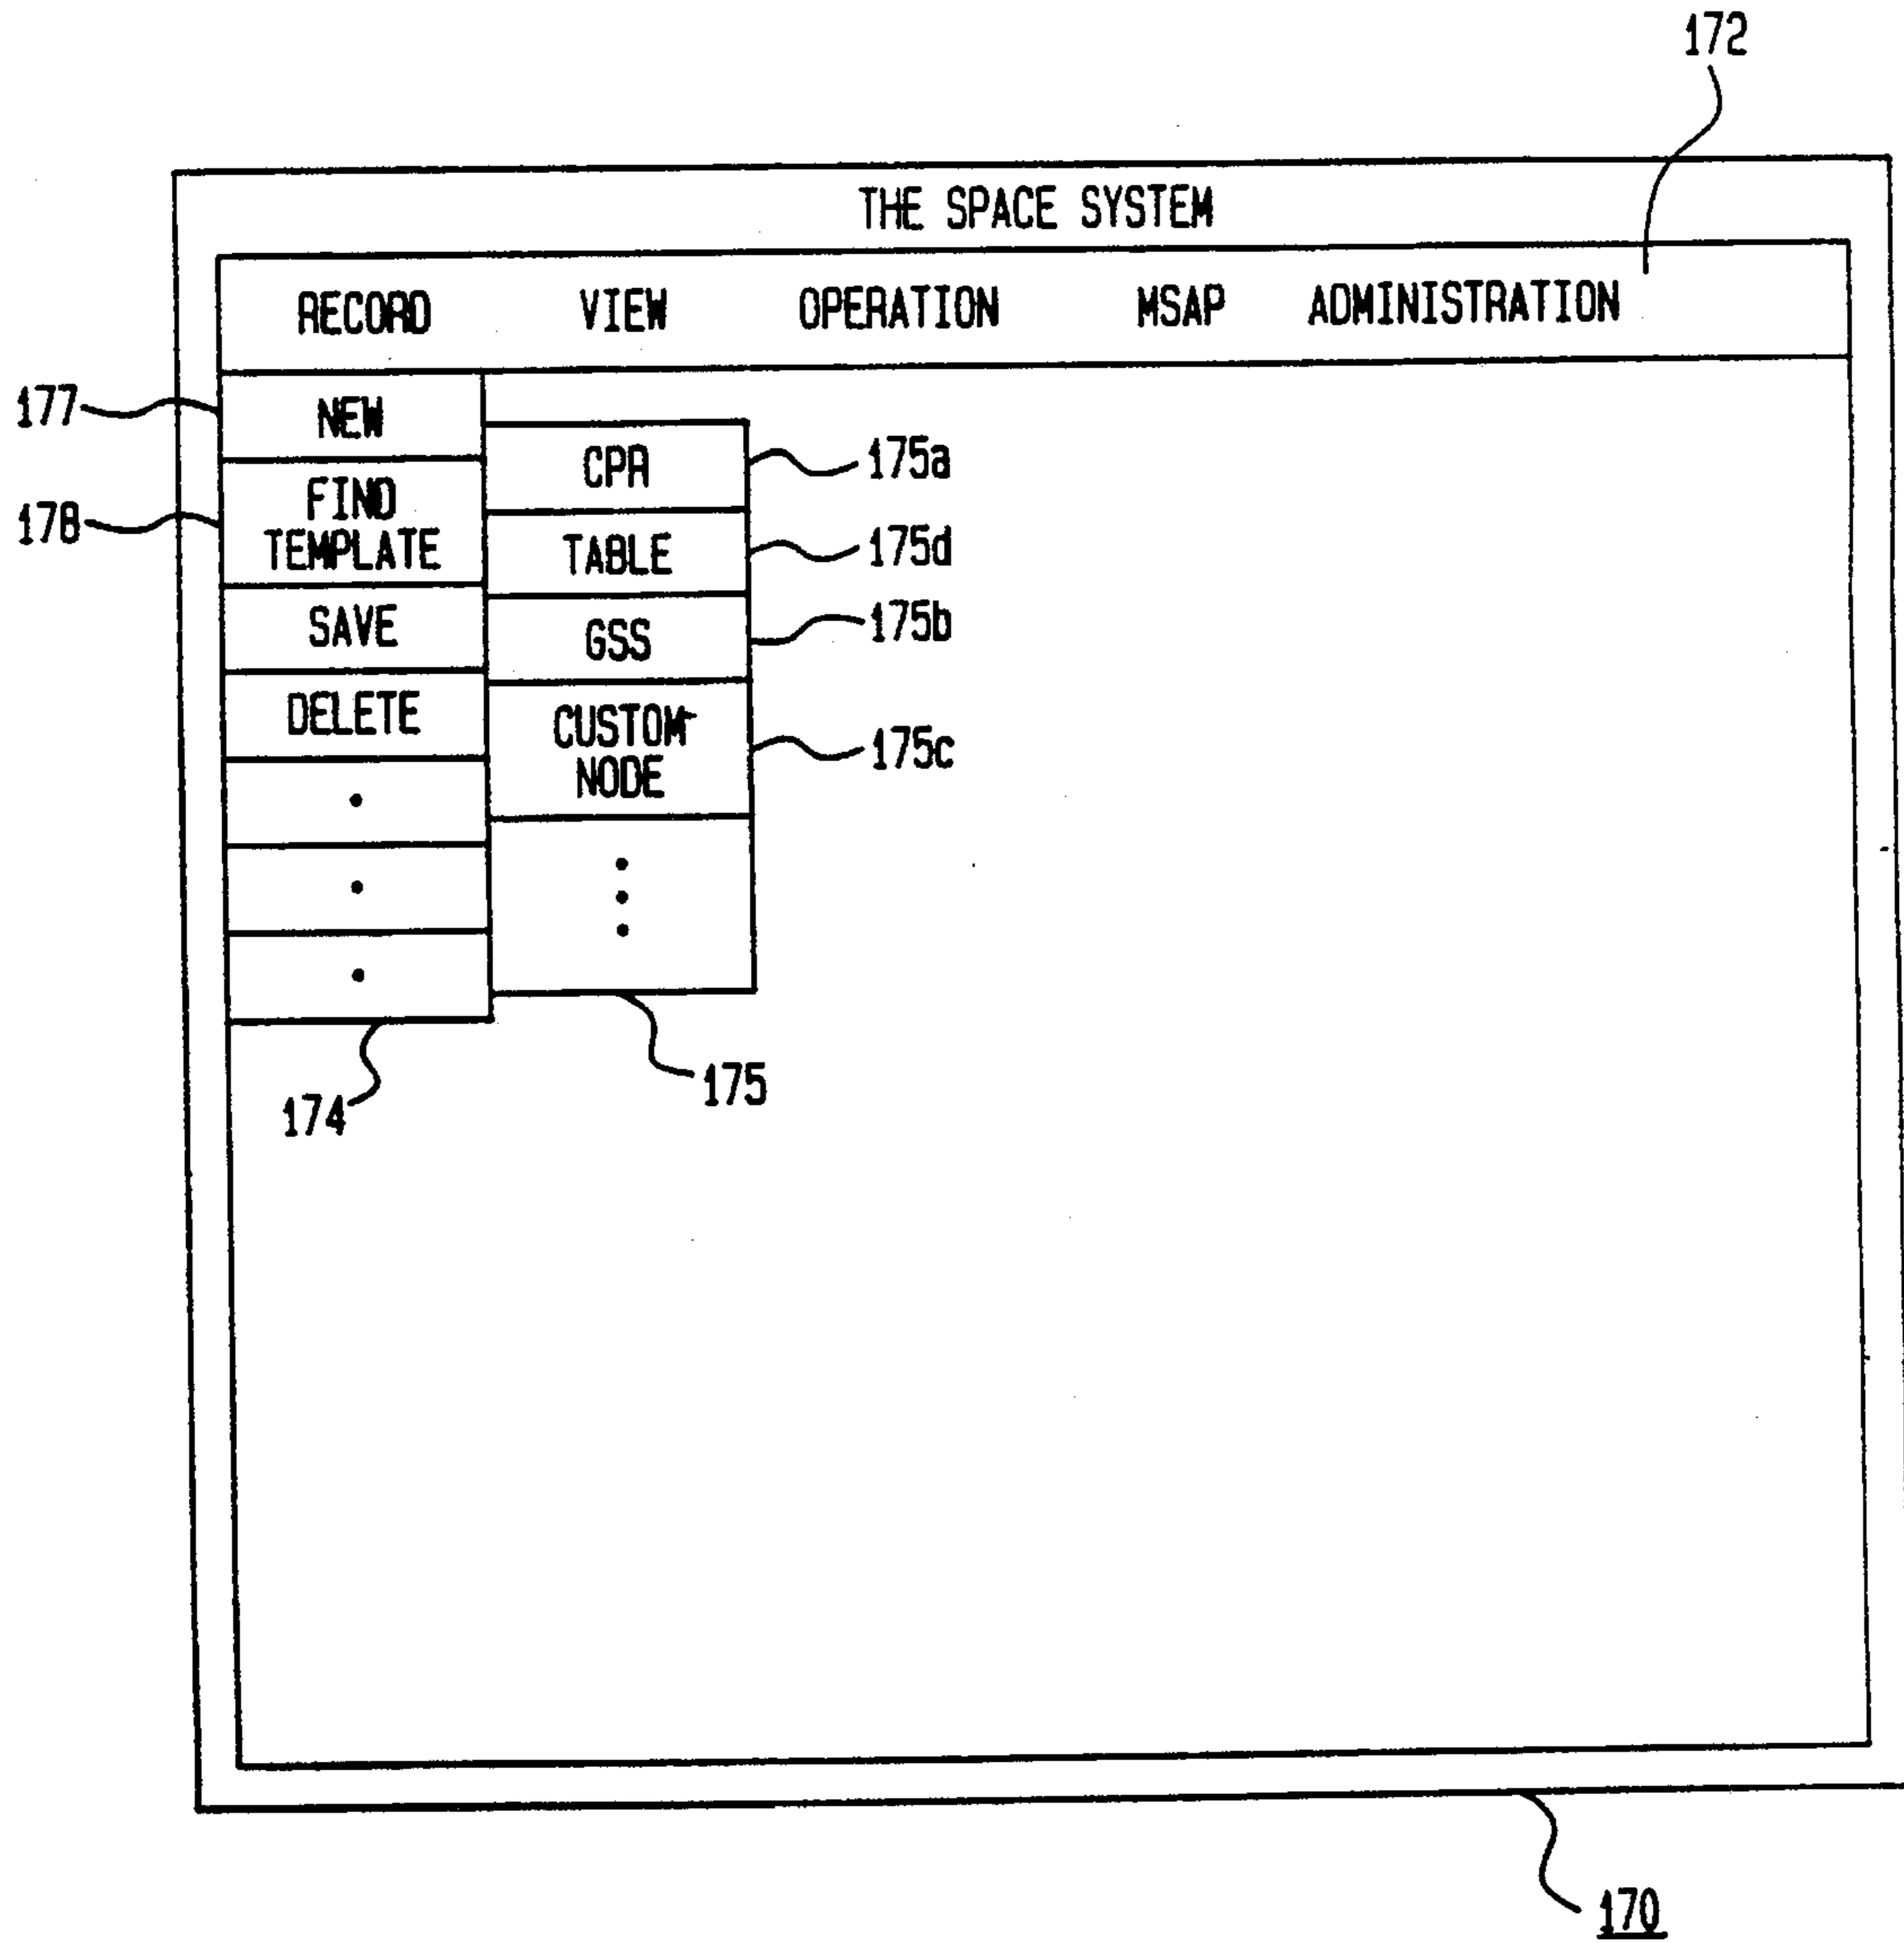 172
THE SPACE SYSTEM
RECORD VIEW OPERATION MSAP ADMINISTRATION
177
NEW
CPR
175a
178
FIND
TEMPLATE
TABLE
175d
SAVE
GSS
175b
DELETE
CUSTOM
NODE
175c
175
174
170